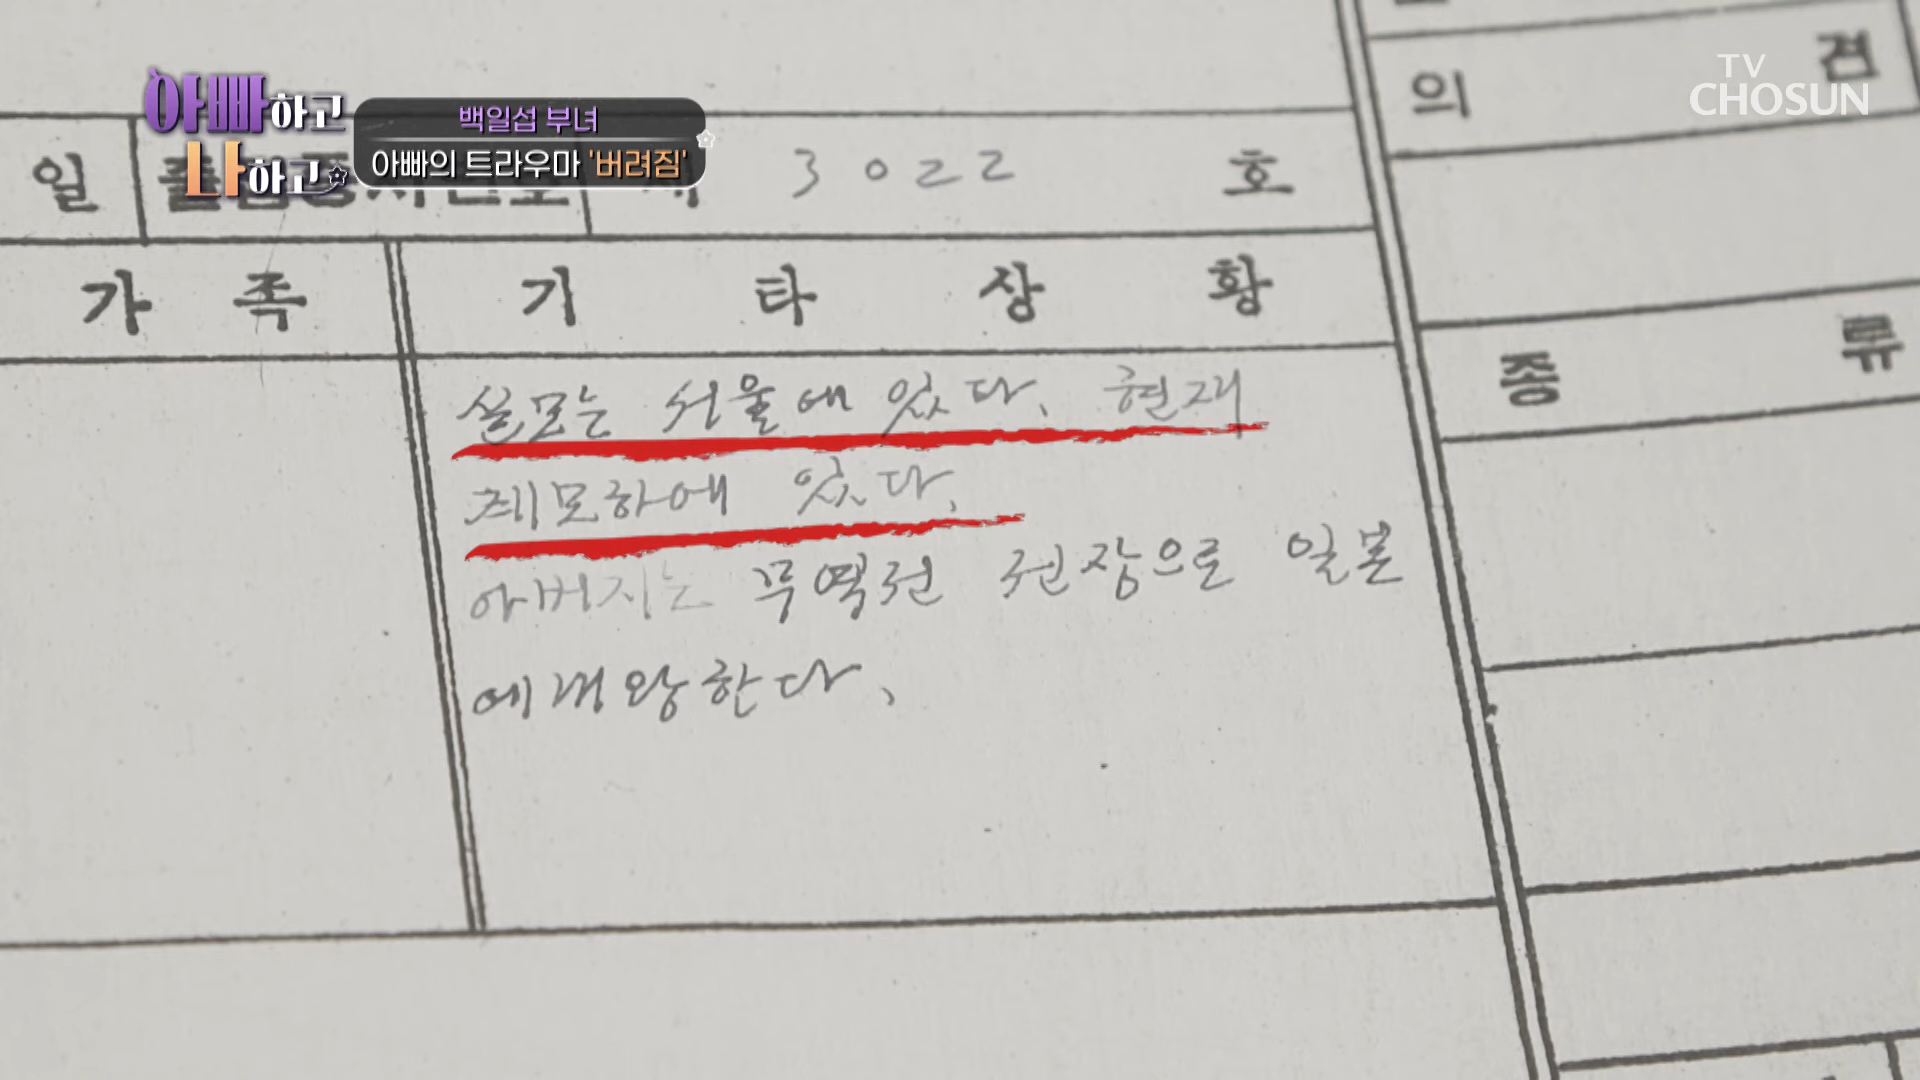 아빠하고
나하고
백일섭 부녀
아빠의 트라우마 '버려짐'
TV
CHOSUN
의 견
일 3022 호
가 족 기 타 상 황
종 류
실모는 서울에 있다. 현재
계모하에 있다.
아버지는 무역선 선장으로 일본
에 내왕한다.